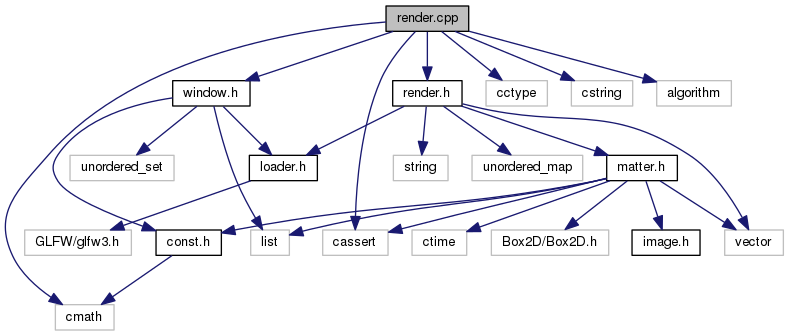 render.cpp
window.h
render.h
cctype
cstring
algorithm
unordered_set
loader.h
string
unordered_map
matter.h
GLFW/glfw3.h
const.h
list
cassert
ctime
Box2D/Box2D.h
image.h
vector
cmath